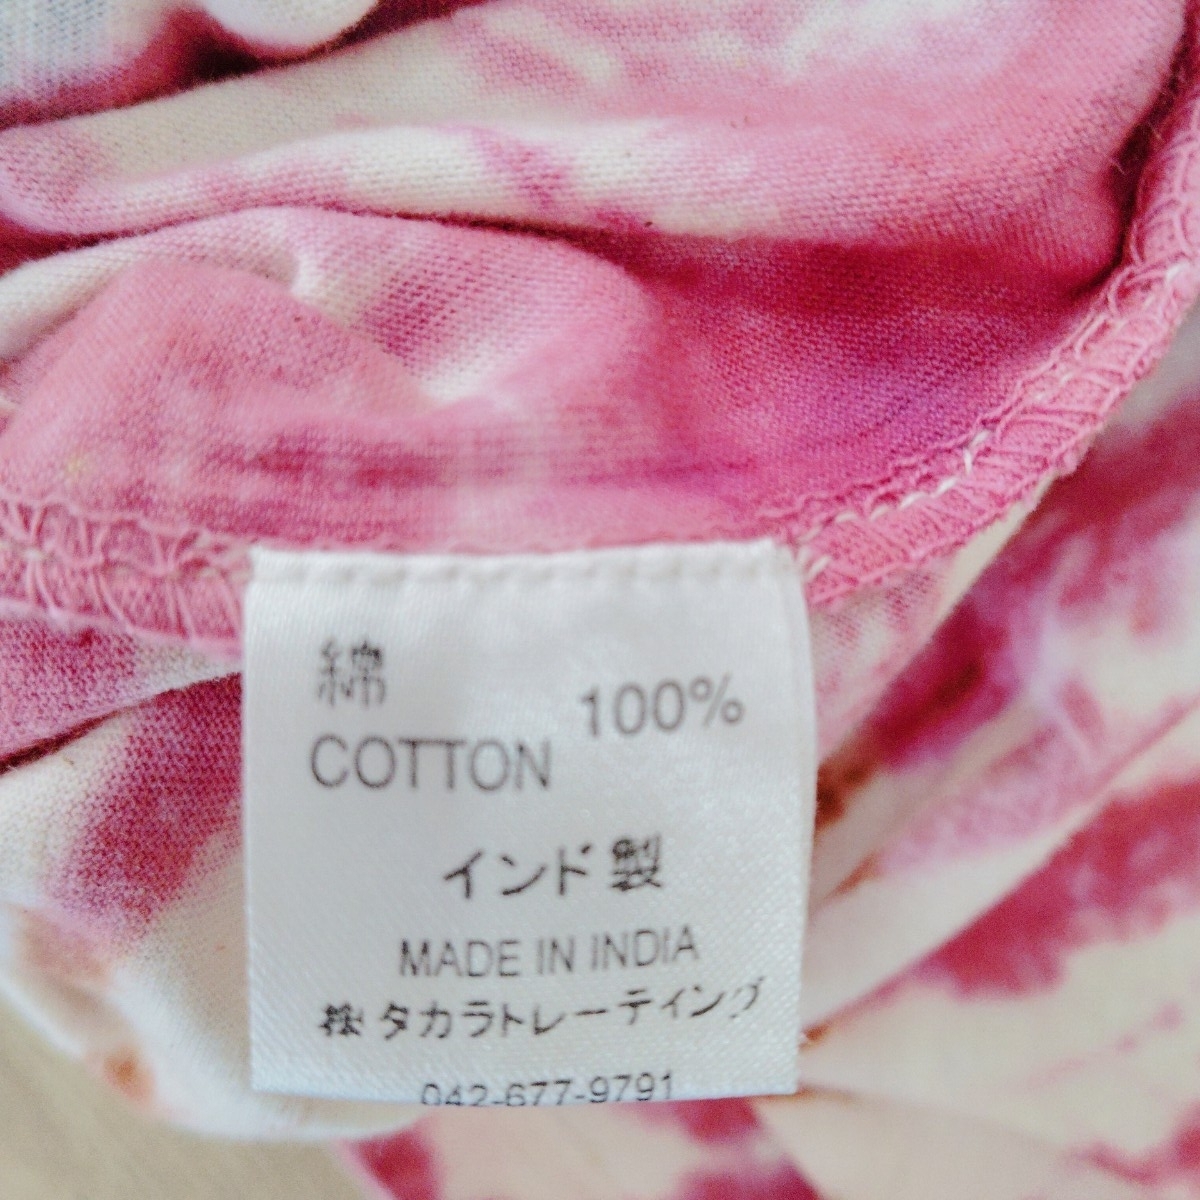 綿
COTTON 100%
インド製
MADE IN INDIA
株タカラトレーティング
042-677-9791